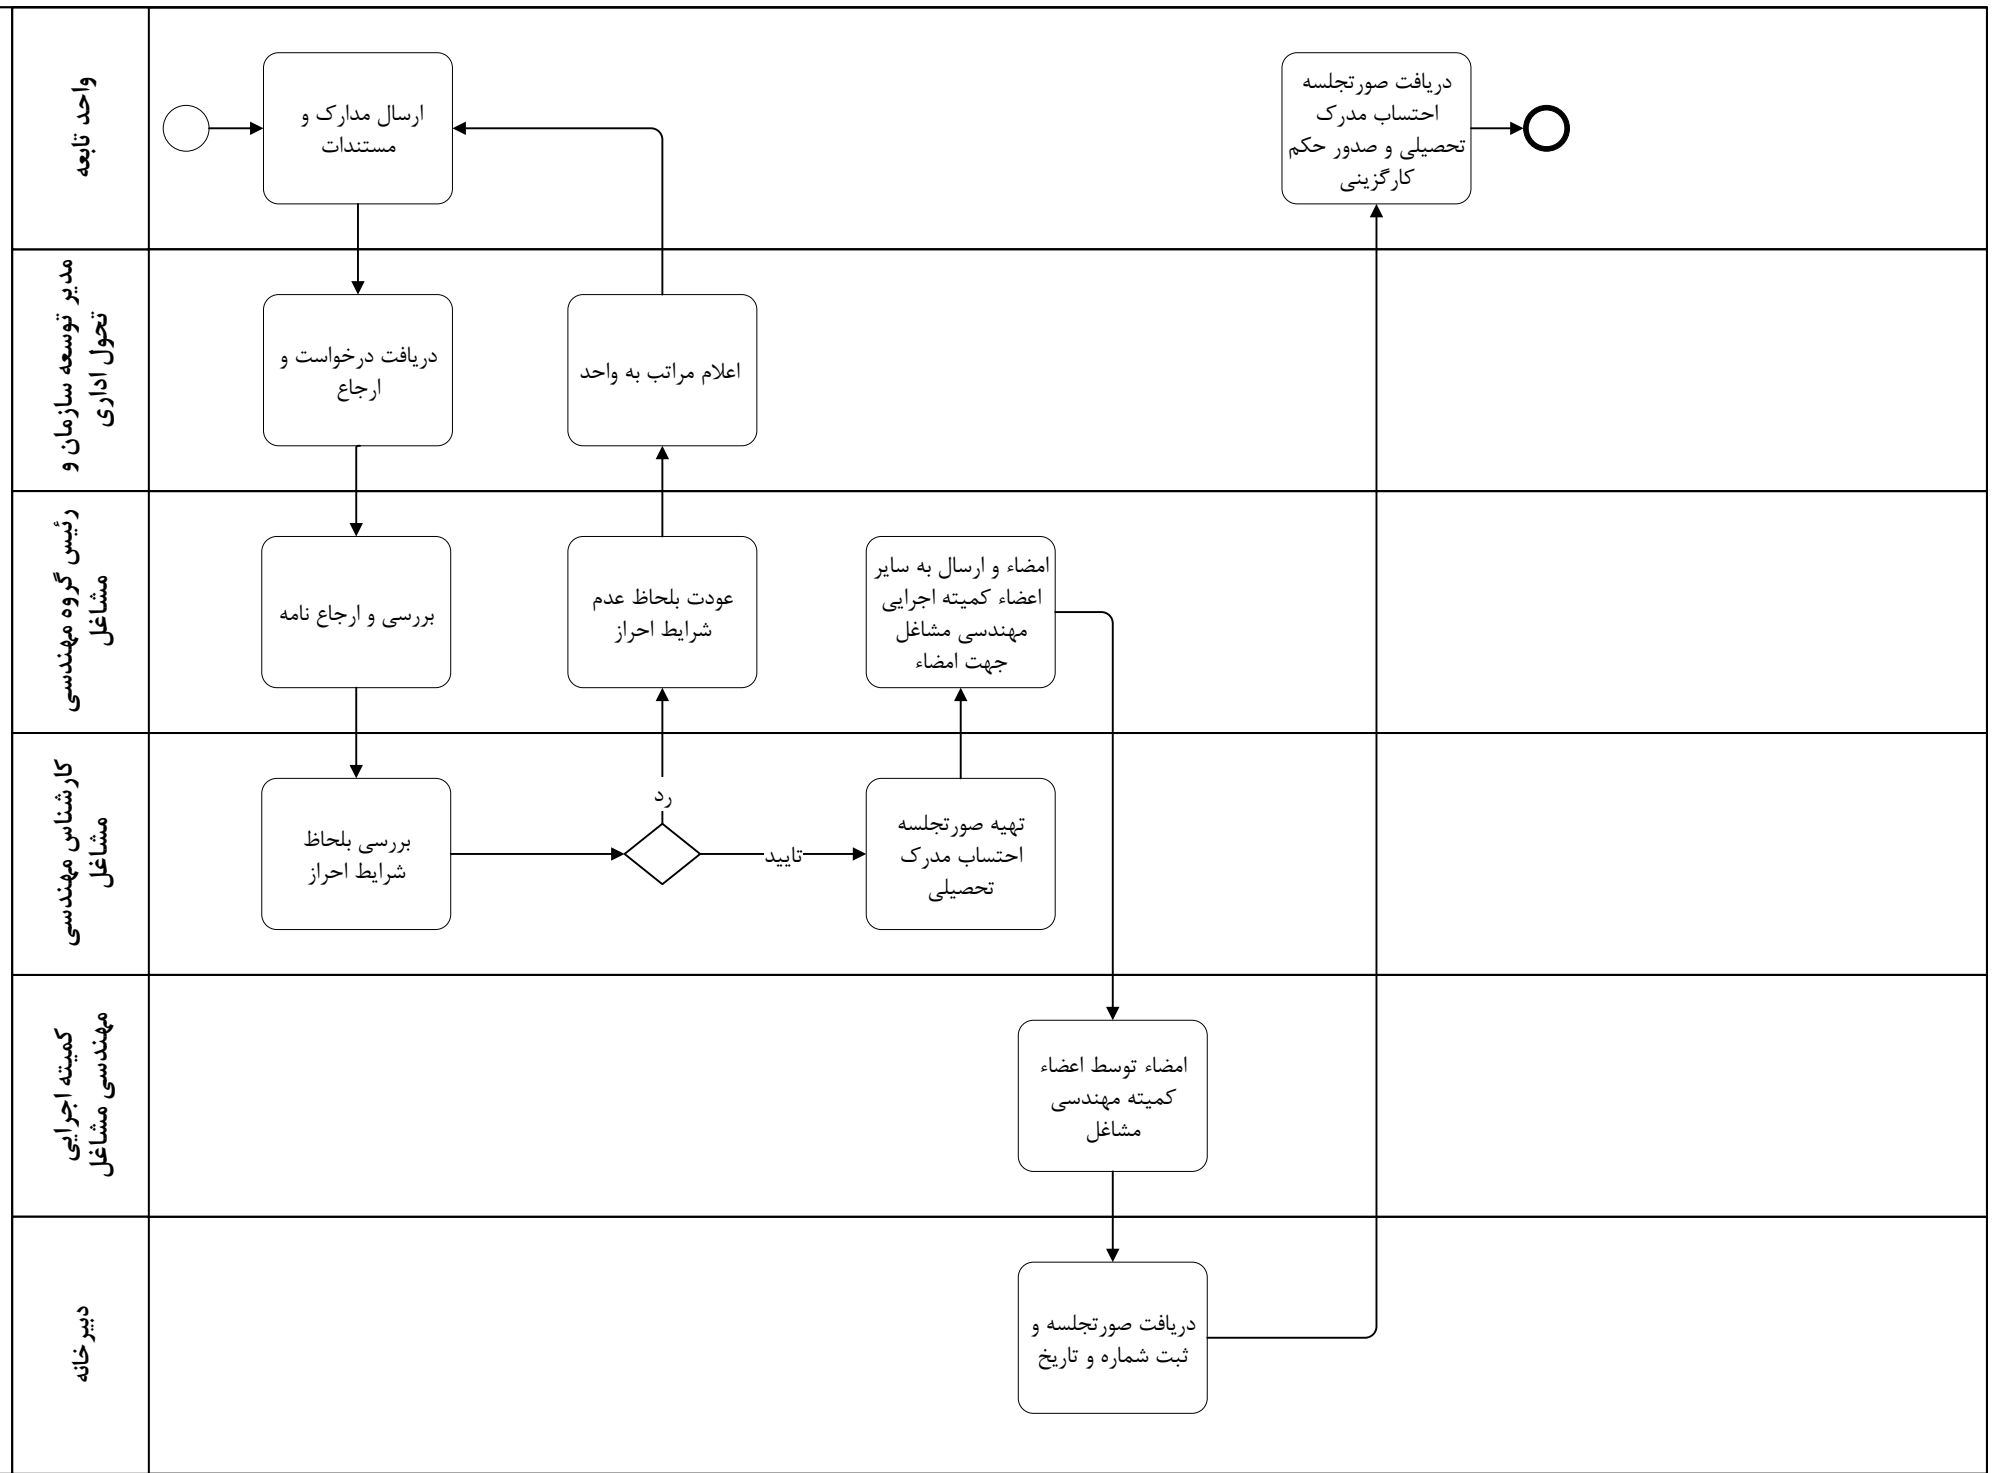 واحد تابعه
ارسال مدارک و
مستندات
دریافت صورتجلسه
احتساب مدرک
تحصیلی و صدور حکم
کارگزینی
مدیر توسعه سازمان و
تحول اداری
دریافت درخواست و
ارجاع
اعلام مراتب به واحد
رئیس گروه مهندسی
مشاغل
بررسی و ارجاع نامه
عودت بلحاظ عدم
شرایط احراز
امضاء و ارسال به سایر
اعضاء کمیته اجرایی
مهندسی مشاغل
جهت امضاء
کارشناس مهندسی
مشاغل
بررسی بلحاظ
شرایط احراز
رد
تایید
تهیه صورتجلسه
احتساب مدرک
تحصیلی
کمیته اجرایی
مهندسی مشاغل
امضاء توسط اعضاء
کمیته مهندسی
مشاغل
دبیرخانه
دریافت صورتجلسه و
ثبت شماره و تاریخ